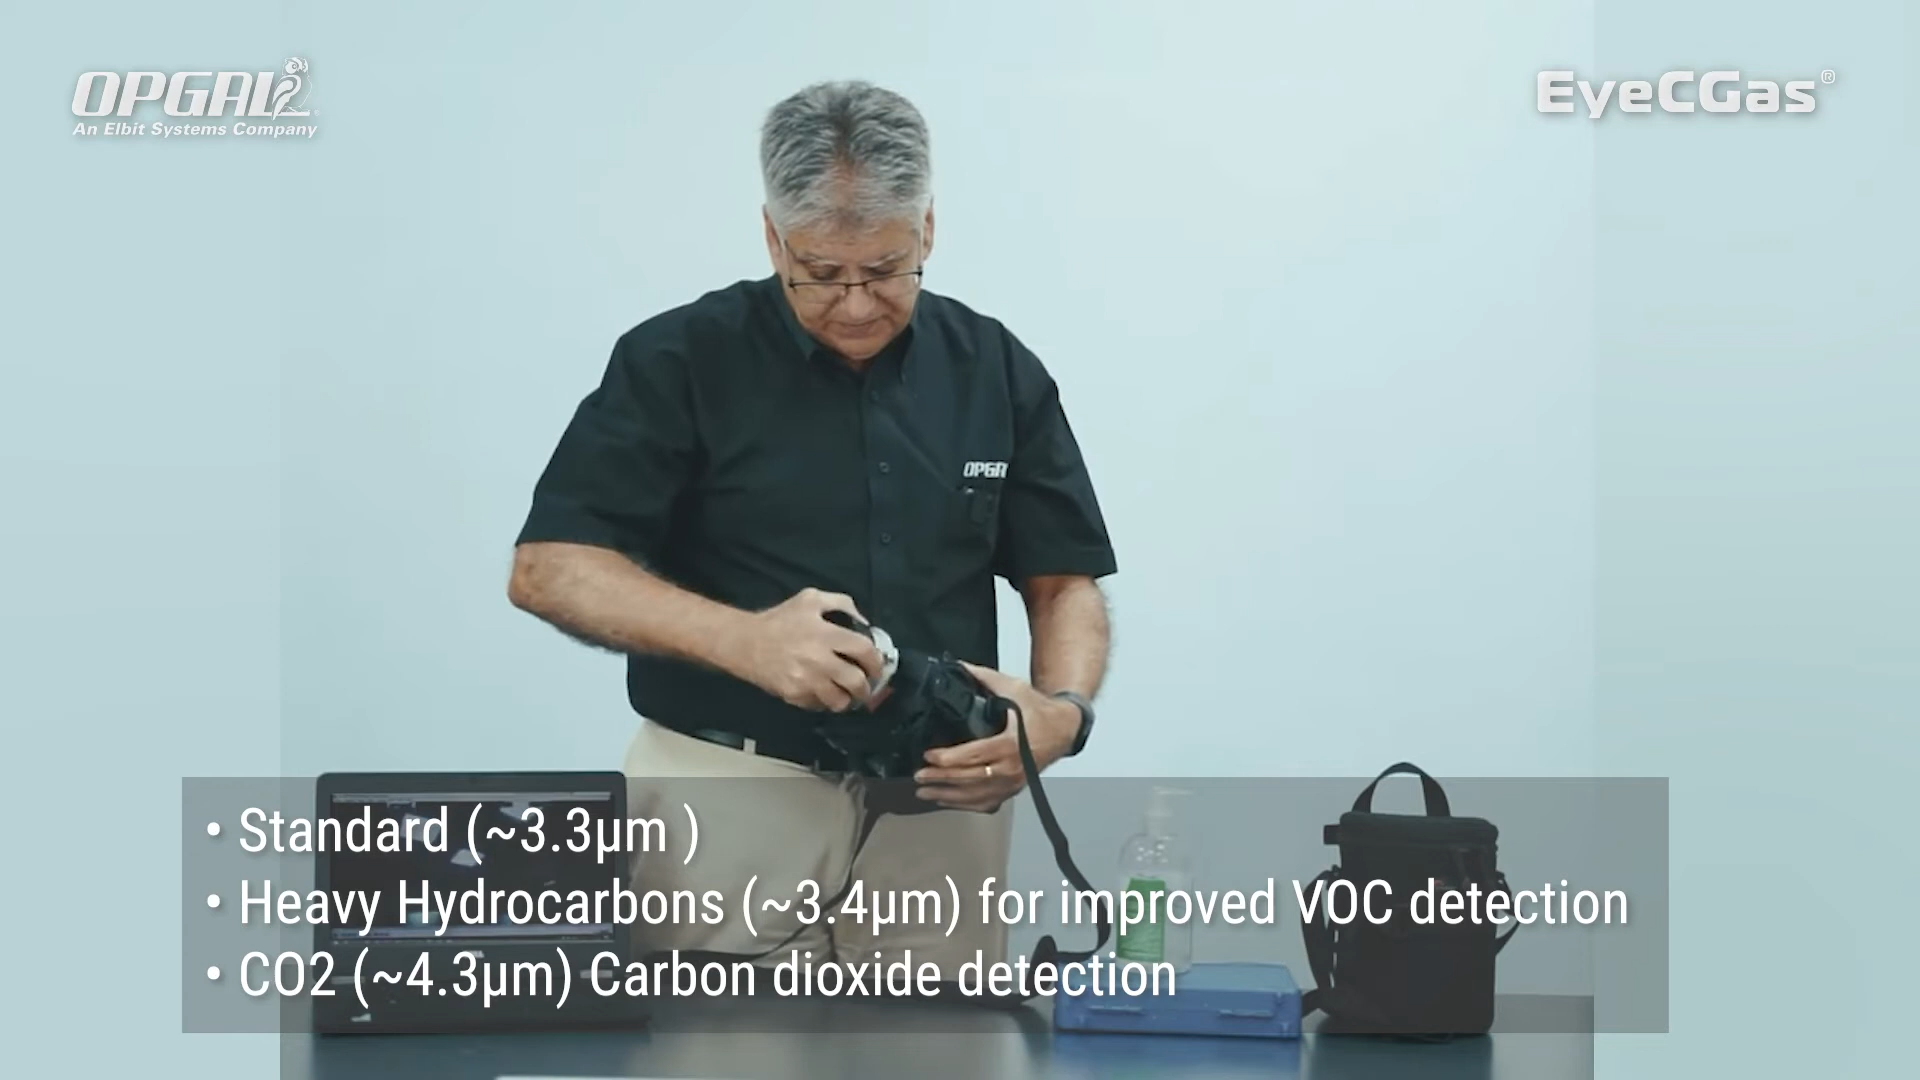 OPGAL
An Elbit Systems Company
EyeCGas®
OPGA
• Standard (~3.3µm )
• Heavy Hydrocarbons (~3.4µm) for improved VOC detection
• CO2 (~4.3µm) Carbon dioxide detection